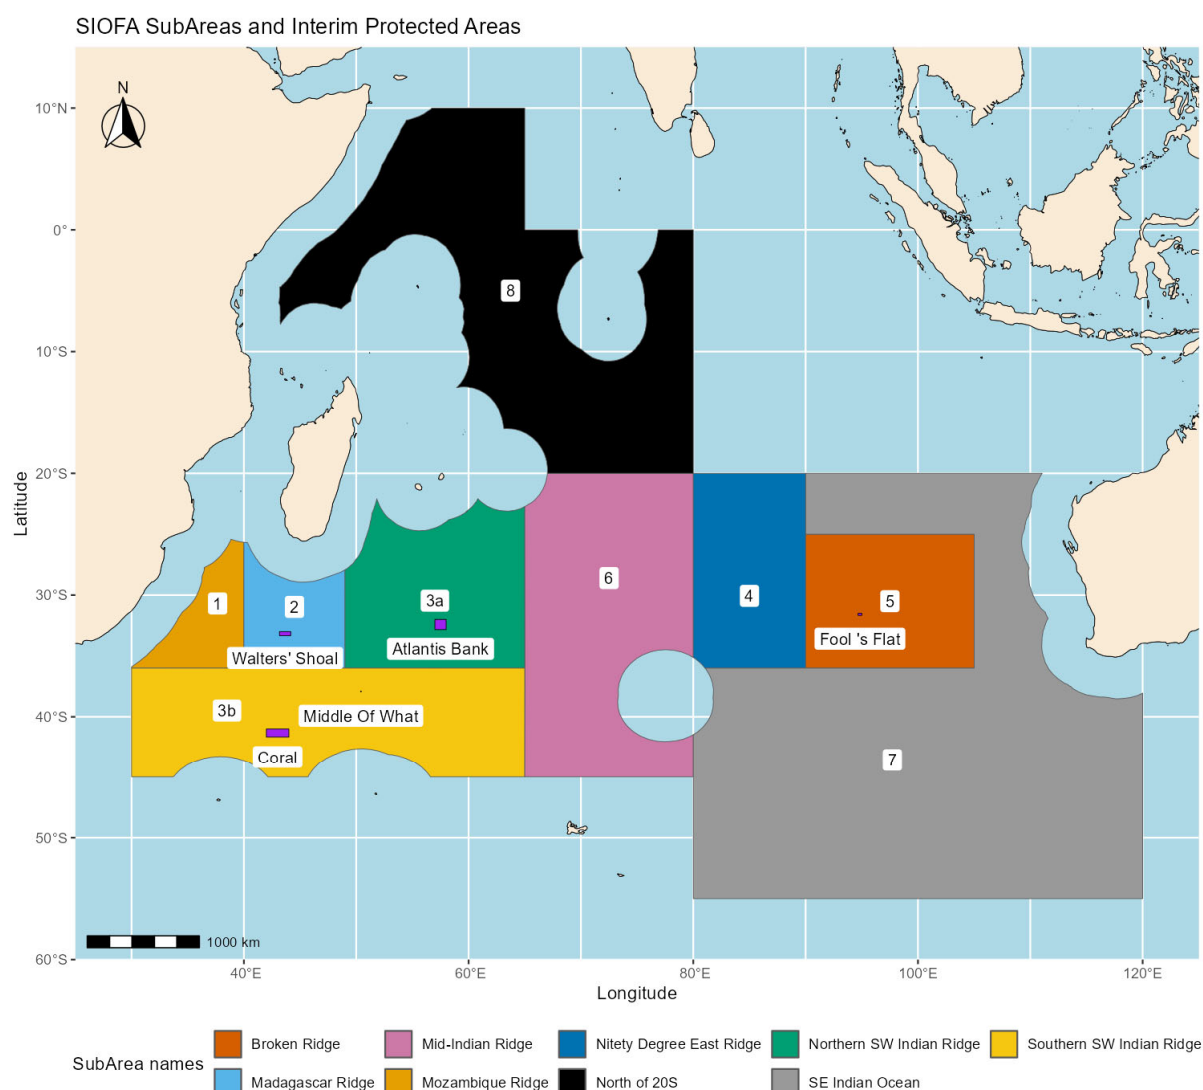 SIOFA SubAreas and Interim Protected Areas
N
10°N
0°
8
10°S
20°S
Latitude
30°S
1
2
3a
6
4
5
Walters' Shoal
Atlantis Bank
Fool 's Flat
40°S
3b
Middle Of What
Coral
7
50°S
1000 km
60°S
40°E 60°E 80°E 100°E 120°E
Longitude
SubArea names
Broken Ridge Mid-Indian Ridge Nitety Degree East Ridge Northern SW Indian Ridge Southern SW Indian Ridge
Madagascar Ridge Mozambique Ridge North of 20S SE Indian Ocean